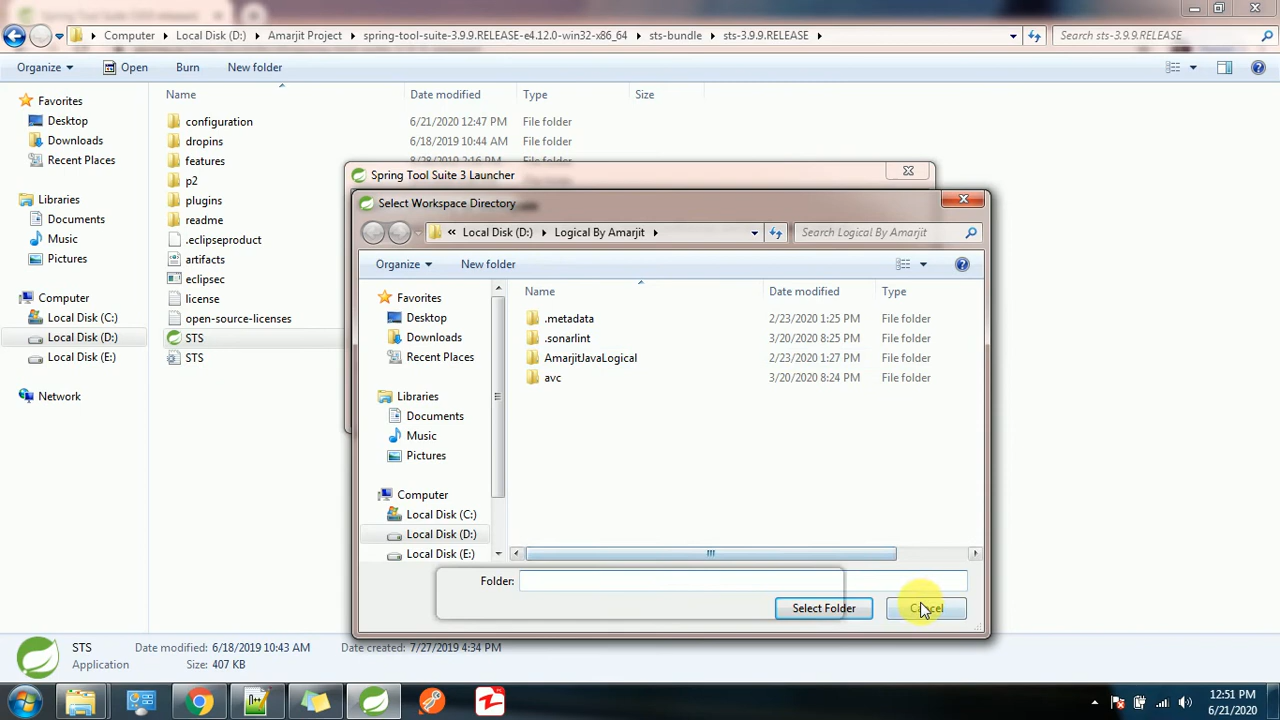 Computer Local Disk (D:) Amarjit Project spring-tool-suite-3.9.9.RELEASE-e4.12.0-win32-x86_64 sts-bundle sts-3.9.9.RELEASE Search sts-3.9.9.RELEASE
Organize Open Burn New folder
Name Date modified Type Size
Favorites
Desktop
Downloads
Recent Places
Libraries
Documents
Music
Pictures
Computer
Local Disk (C:)
Local Disk (D:)
Local Disk (E:)
Network
configuration 6/21/2020 12:47 PM File folder
dropins 6/18/2019 10:44 AM File folder
features 8/28/2019 2:16 PM File folder
p2
plugins
readme
.eclipseproduct
artifacts
eclipsec
license
open-source-licenses
STS
STS
Spring Tool Suite 3 Launcher
Select Workspace Directory
« Local Disk (D:) Logical By Amarjit Search Logical By Amarjit
Organize New folder
Favorites
Desktop
Downloads
Recent Places
Libraries
Documents
Music
Pictures
Computer
Local Disk (C:)
Local Disk (D:)
Local Disk (E:)
Name Date modified Type
.metadata 2/23/2020 1:25 PM File folder
.sonarlint 3/20/2020 8:25 PM File folder
AmarjitJavaLogical 2/23/2020 1:27 PM File folder
avc 3/20/2020 8:24 PM File folder
Folder:
Select Folder Cancel
STS Date modified: 6/18/2019 10:43 AM Date created: 7/27/2019 4:34 PM
Application Size: 407 KB
12:51 PM
6/21/2020